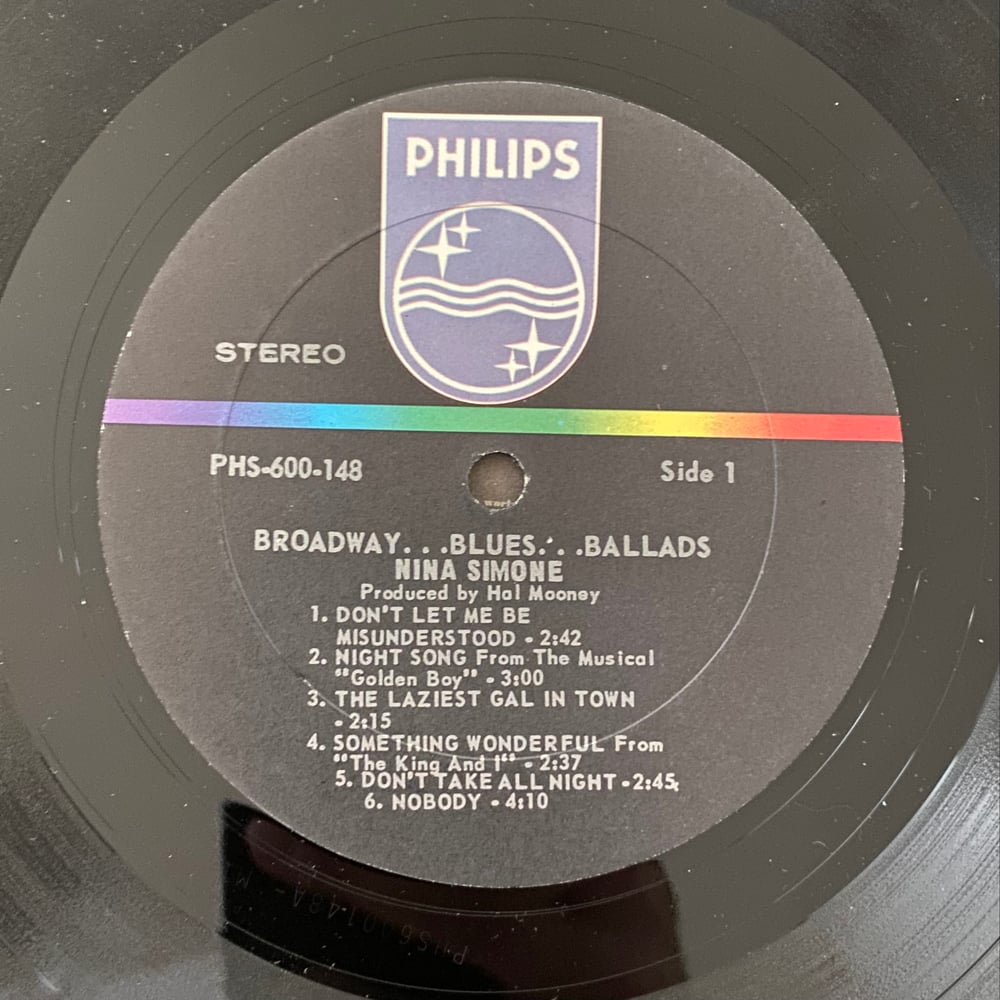 PHILIPS
STEREO
PHS-600-148
Side 1
BROADWAY. . .BLUES. . .BALLADS
NINA SIMONE
Produced by Hal Mooney
1. DON'T LET ME BE
MISUNDERSTOOD - 2:42
2. NIGHT SONG From The Musical
"Golden Boy" - 3:00
3. THE LAZIEST GAL IN TOWN
- 2:15
4. SOMETHING WONDERFUL From
"The King And I" - 2:37
5. DON'T TAKE ALL NIGHT - 2:45
6. NOBODY - 4:10